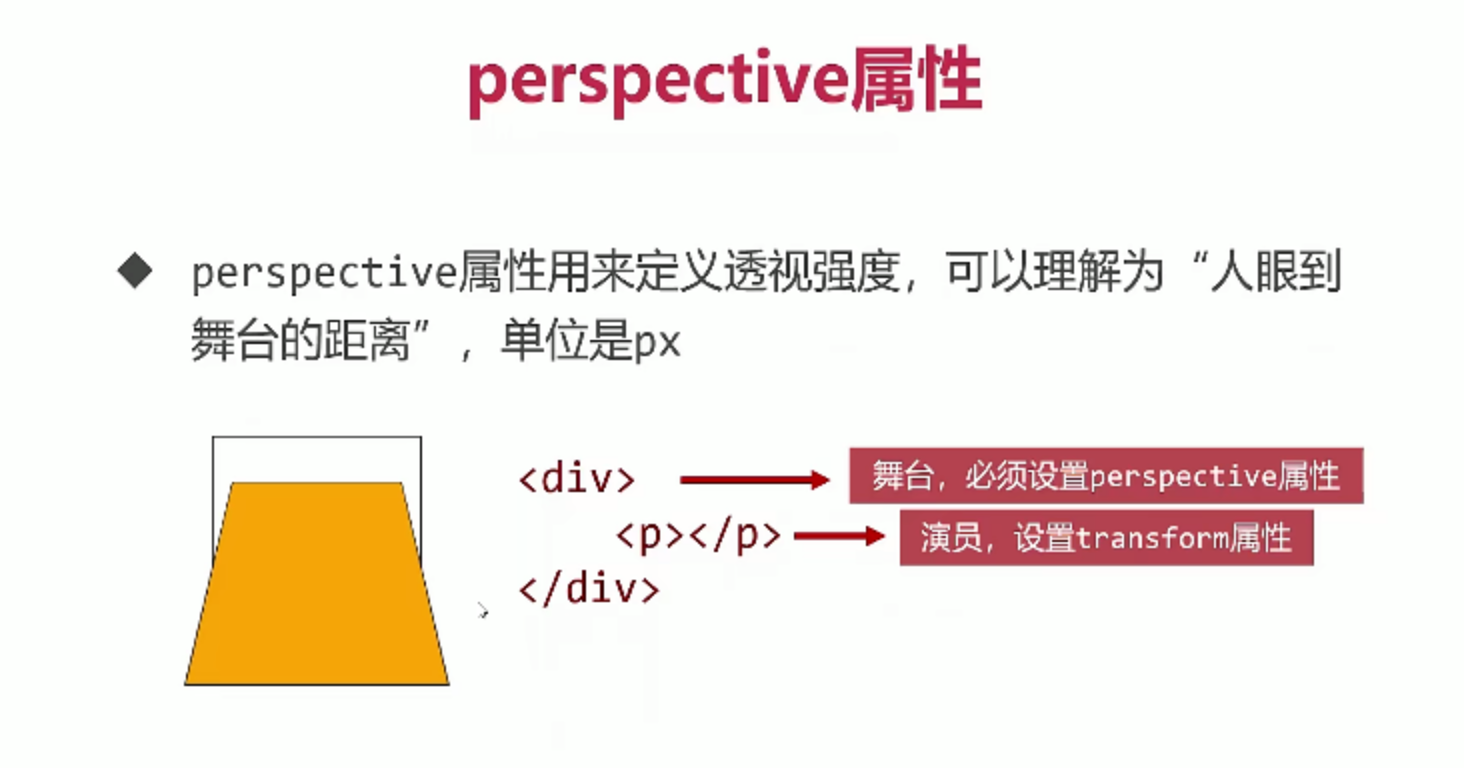 perspective属性
perspective属性用来定义透视强度，可以理解为“人眼到
舞台的距离”，单位是px
<div>
舞台，必须设置perspective属性
<p></p>
演员，设置transform属性
</div>